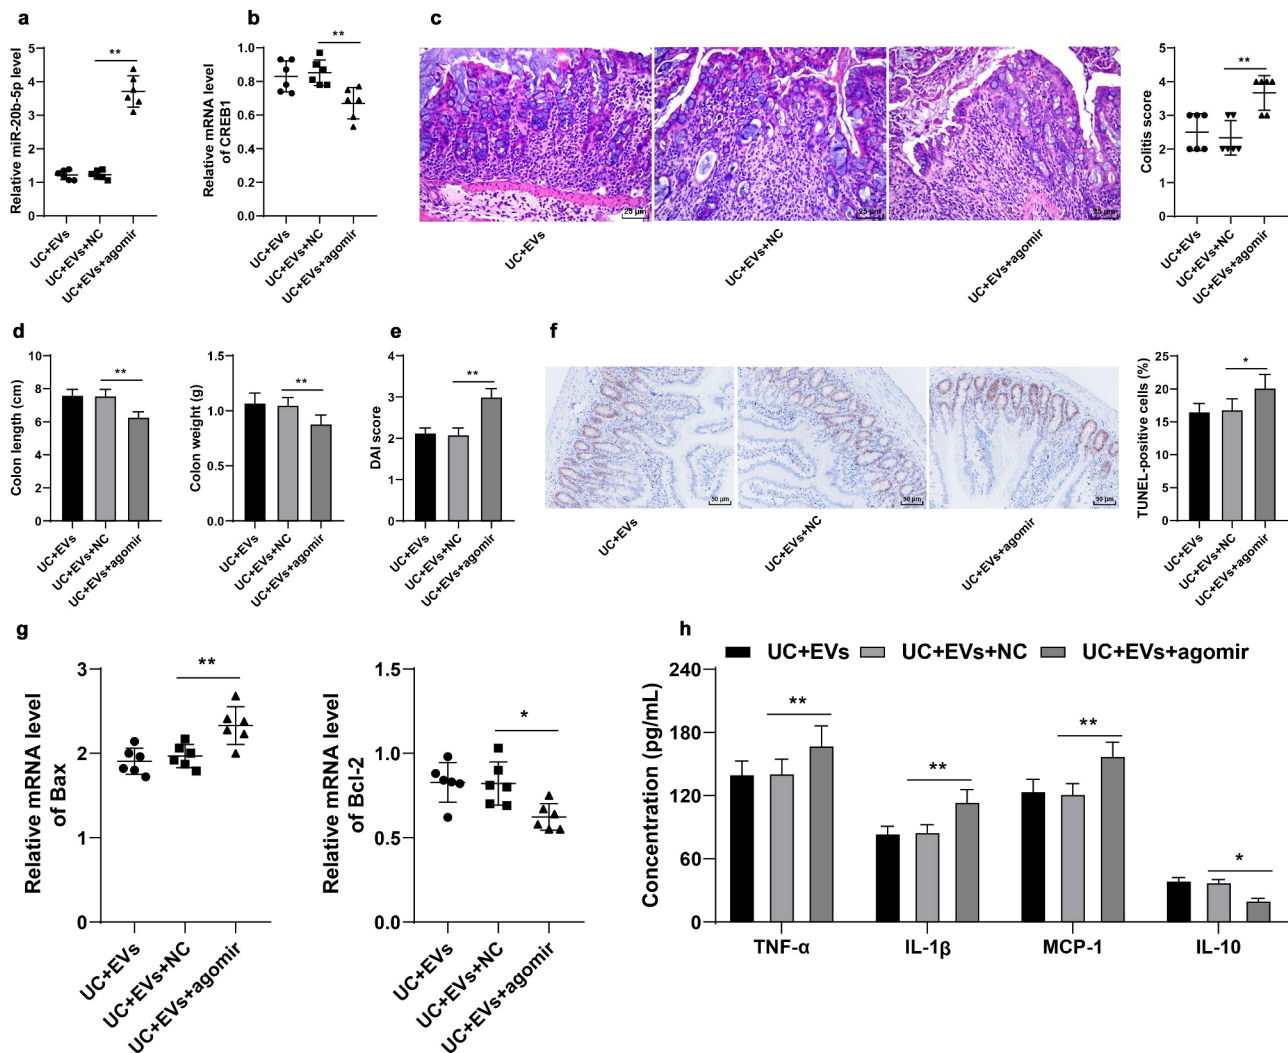 a
Relative miR-20b-5p level
5
4
3
2
1
0
**
UC+EVs
UC+EVs+NC
UC+EVs+agomir
b
Relative mRNA level
of CREB1
1.0
0.8
0.6
0.4
0.2
0.0
**
UC+EVs
UC+EVs+NC
UC+EVs+agomir
c
25 μm
25 μm
25 μm
UC+EVs
UC+EVs+NC
UC+EVs+agomir
Colitis score
5
4
3
2
1
0
**
UC+EVs
UC+EVs+NC
UC+EVs+agomir
d
Colon length (cm)
10
8
6
4
2
0
**
UC+EVs
UC+EVs+NC
UC+EVs+agomir
Colon weight (g)
1.5
1.0
0.5
0.0
**
UC+EVs
UC+EVs+NC
UC+EVs+agomir
e
DAI score
4
3
2
1
0
**
UC+EVs
UC+EVs+NC
UC+EVs+agomir
f
50 μm
50 μm
50 μm
UC+EVs
UC+EVs+NC
UC+EVs+agomir
TUNEL-positive cells (%)
25
20
15
10
5
0
*
UC+EVs
UC+EVs+NC
UC+EVs+agomir
g
Relative mRNA level
of Bax
3
2
1
0
**
UC+EVs
UC+EVs+NC
UC+EVs+agomir
Relative mRNA level
of Bcl-2
1.5
1.0
0.5
0.0
*
UC+EVs
UC+EVs+NC
UC+EVs+agomir
h
UC+EVs UC+EVs+NC UC+EVs+agomir
Concentration (pg/mL)
240
180
120
60
0
**
**
**
*
TNF-α IL-1β MCP-1 IL-10